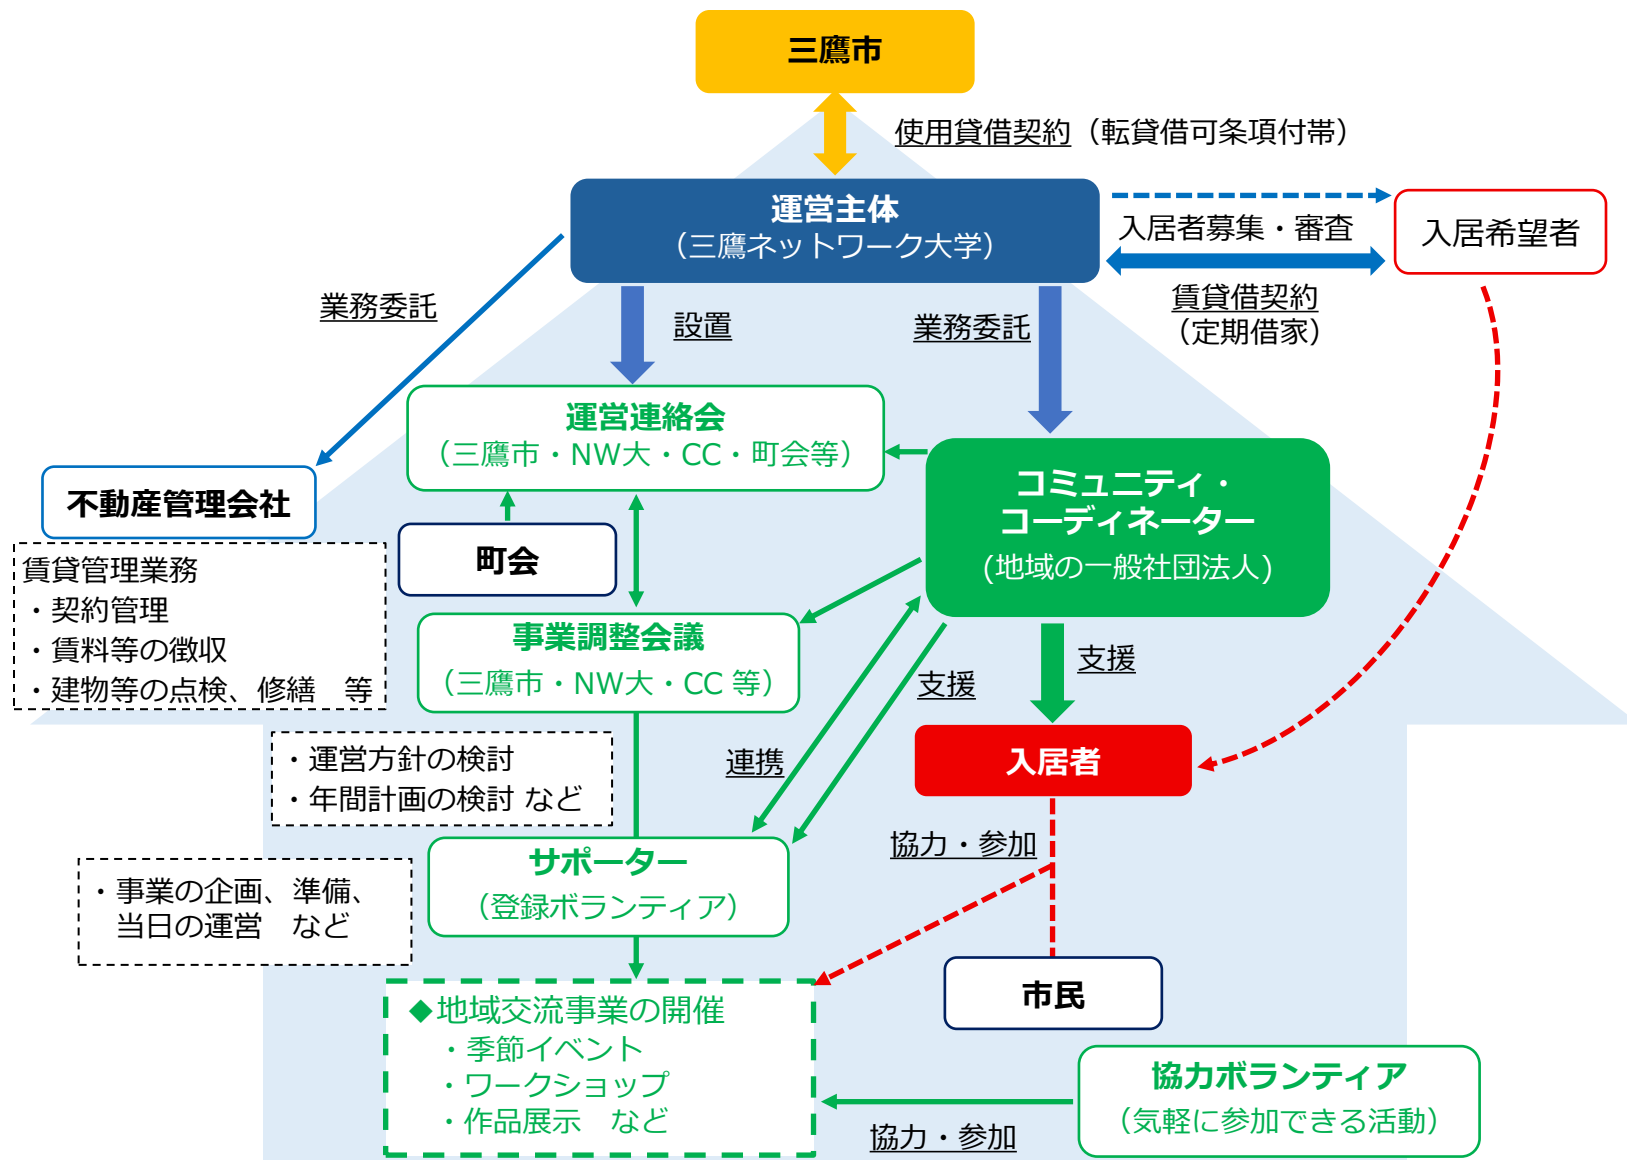 三鷹市
使用貸借契約（転貸借可条項付帯）
運営主体
（三鷹ネットワーク大学）
入居者募集・審査
入居希望者
賃貸借契約
（定期借家）
業務委託
設置
業務委託
運営連絡会
（三鷹市・NW大・CC・町会等）
コミュニティ・
コーディネーター
(地域の一般社団法人)
不動産管理会社
町会
賃貸管理業務
・契約管理
・賃料等の徴収
・建物等の点検、修繕　等
事業調整会議
（三鷹市・NW大・CC 等）
支援
支援
・運営方針の検討
・年間計画の検討 など
連携
入居者
協力・参加
サポーター
（登録ボランティア）
・事業の企画、準備、
当日の運営　など
市民
◆地域交流事業の開催
・季節イベント
・ワークショップ
・作品展示　など
協力ボランティア
（気軽に参加できる活動）
協力・参加